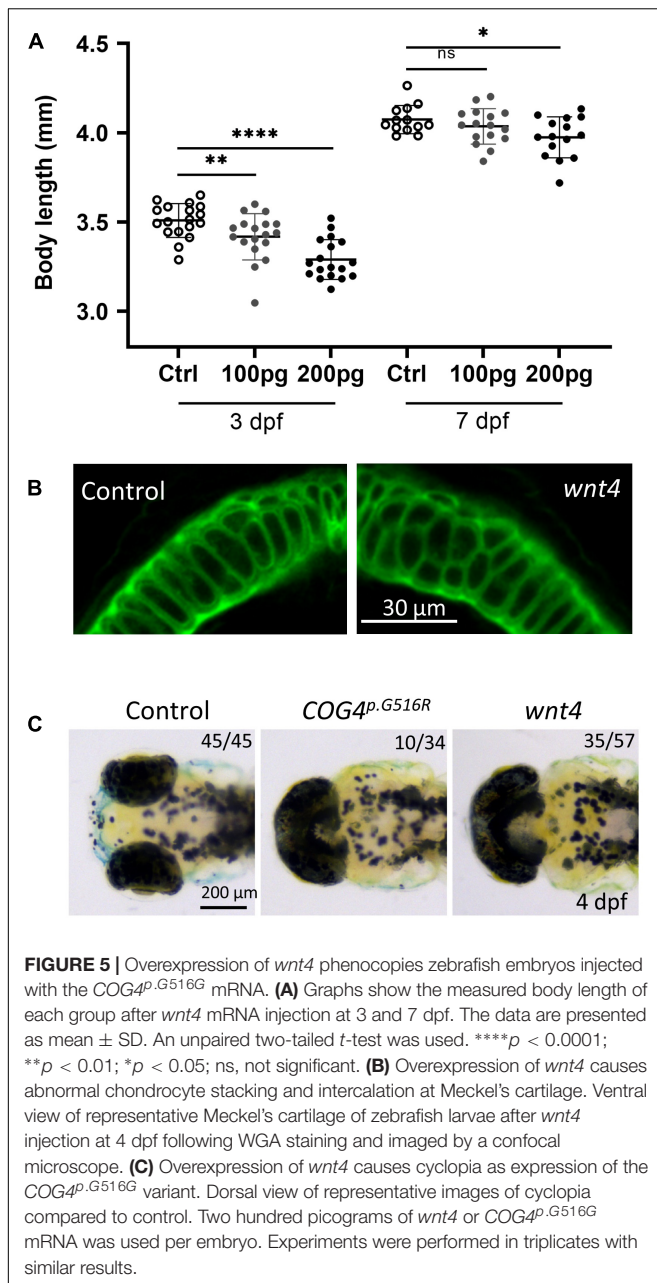 A
4.5
4.0
3.5
3.0
Body length (mm)
**
****
ns
*
Ctrl 100pg 200pg Ctrl 100pg 200pg
3 dpf 7 dpf
B
Control
wnt4
30 µm
C
Control COG4p.G516R wnt4
45/45
10/34
35/57
200 µm
4 dpf
FIGURE 5 | Overexpression of wnt4 phenocopies zebrafish embryos injected
with the COG4p.G516G mRNA. (A) Graphs show the measured body length of
each group after wnt4 mRNA injection at 3 and 7 dpf. The data are presented
as mean ± SD. An unpaired two-tailed t-test was used. ****p < 0.0001;
**p < 0.01; *p < 0.05; ns, not significant. (B) Overexpression of wnt4 causes
abnormal chondrocyte stacking and intercalation at Meckel's cartilage. Ventral
view of representative Meckel's cartilage of zebrafish larvae after wnt4
injection at 4 dpf following WGA staining and imaged by a confocal
microscope. (C) Overexpression of wnt4 causes cyclopia as expression of the
COG4p.G516G variant. Dorsal view of representative images of cyclopia
compared to control. Two hundred picograms of wnt4 or COG4p.G516G
mRNA was used per embryo. Experiments were performed in triplicates with
similar results.